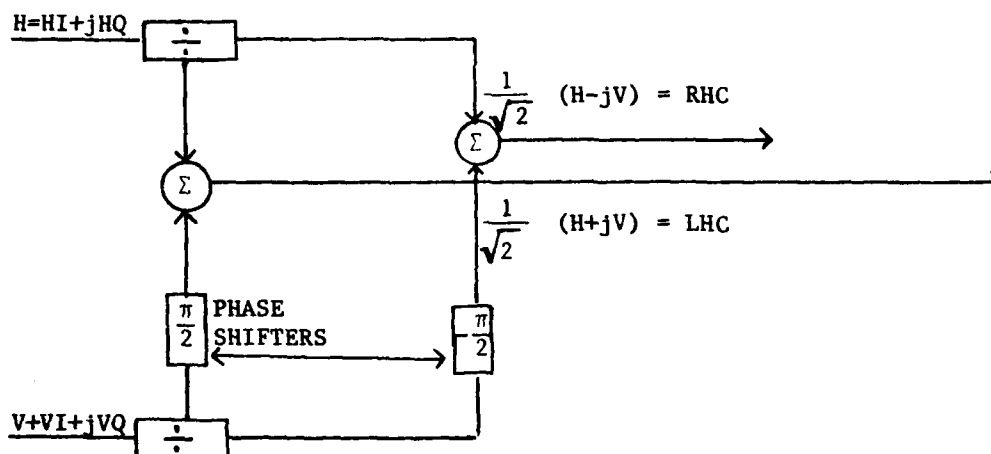 H=HI+jHQ
÷
1/√2 (H-jV) = RHC
Σ
Σ
1/√2 (H+jV) = LHC
π/2
PHASE
SHIFTERS
-π/2
V+VI+jVQ
÷